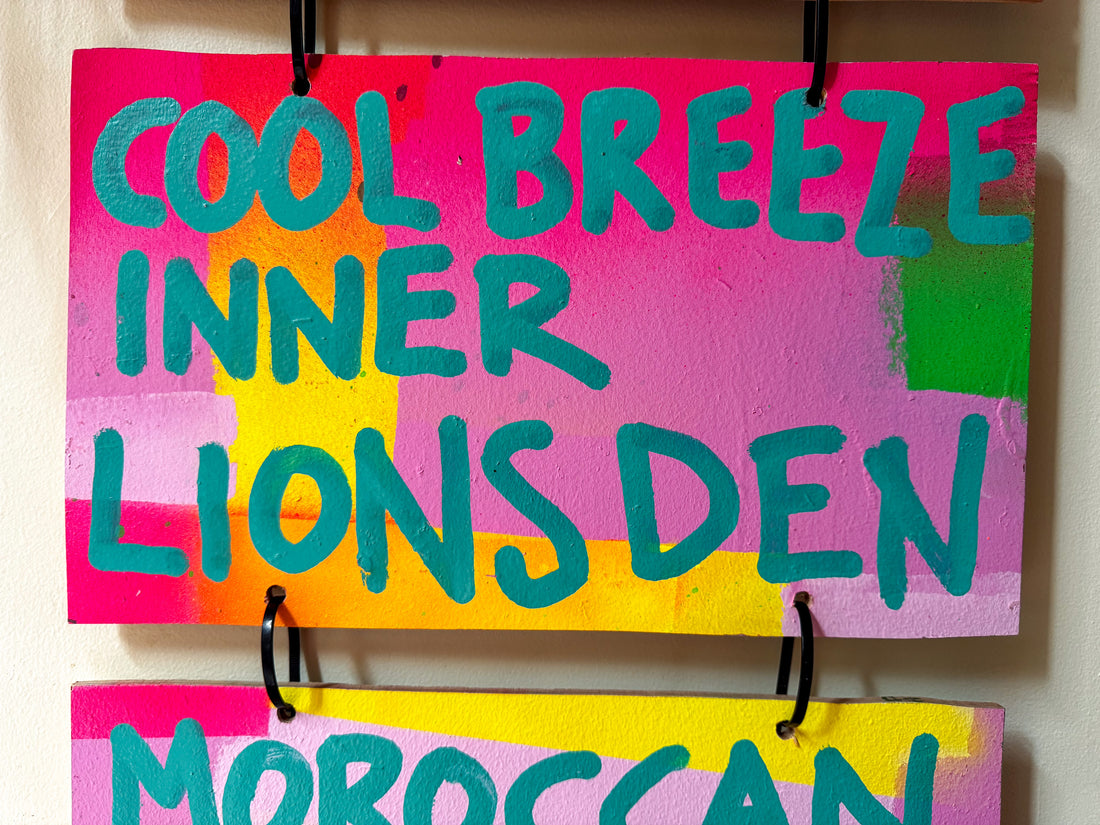 COOL BREEZE
INNER
LIONS DEN
MOROCCAN